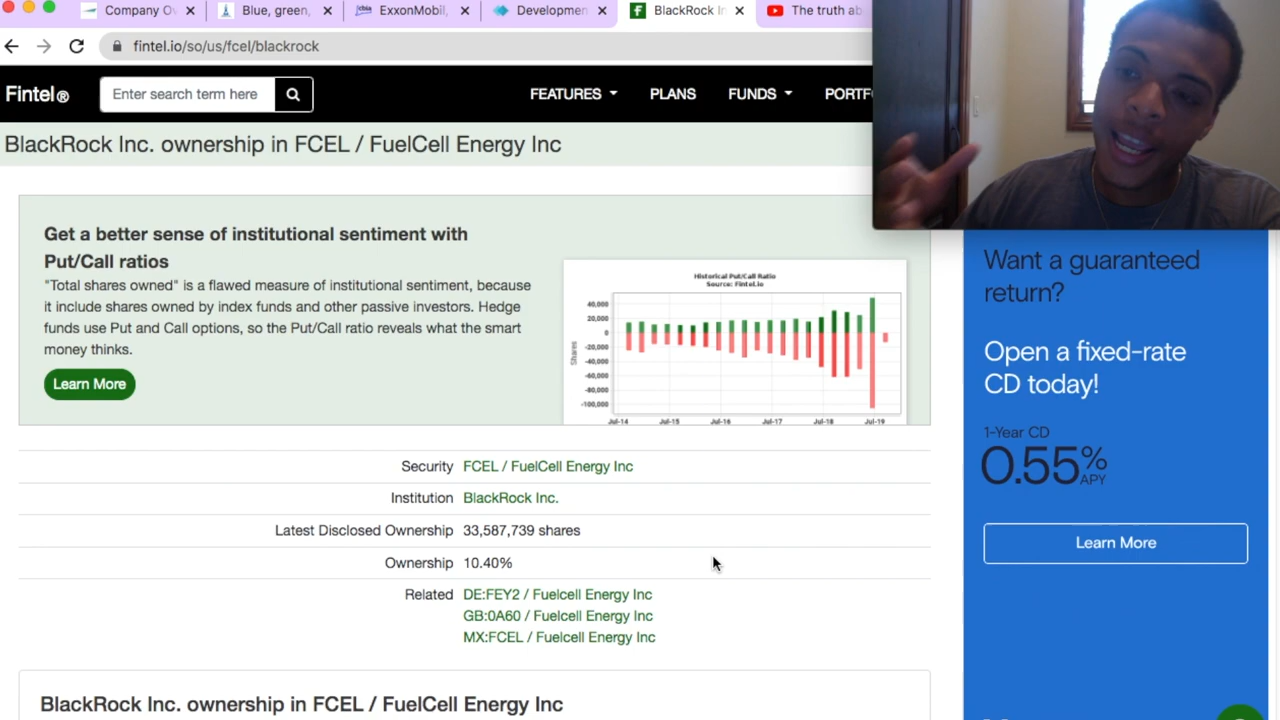 Company Ov
Blue, green,
ExxonMobil,
Developmen
BlackRock In
The truth ab
fintel.io/so/us/fcel/blackrock
Fintel®
Enter search term here
FEATURES
PLANS
FUNDS
PORTF
BlackRock Inc. ownership in FCEL / FuelCell Energy Inc
Get a better sense of institutional sentiment with
Put/Call ratios
"Total shares owned" is a flawed measure of institutional sentiment, because
it include shares owned by index funds and other passive investors. Hedge
funds use Put and Call options, so the Put/Call ratio reveals what the smart
money thinks.
Learn More
Historical Put/Call Ratio
Source: Fintel.io
Shares
40,000
20,000
0
-20,000
-40,000
-60,000
-80,000
-100,000
Jul-14 Jul-15 Jul-16 Jul-17 Jul-18 Jul-19
Security FCEL / FuelCell Energy Inc
Institution BlackRock Inc.
Latest Disclosed Ownership 33,587,739 shares
Ownership 10.40%
Related DE:FEY2 / Fuelcell Energy Inc
GB:0A60 / Fuelcell Energy Inc
MX:FCEL / Fuelcell Energy Inc
BlackRock Inc. ownership in FCEL / FuelCell Energy Inc
Want a guaranteed
return?
Open a fixed-rate
CD today!
1-Year CD
0.55% APY
Learn More